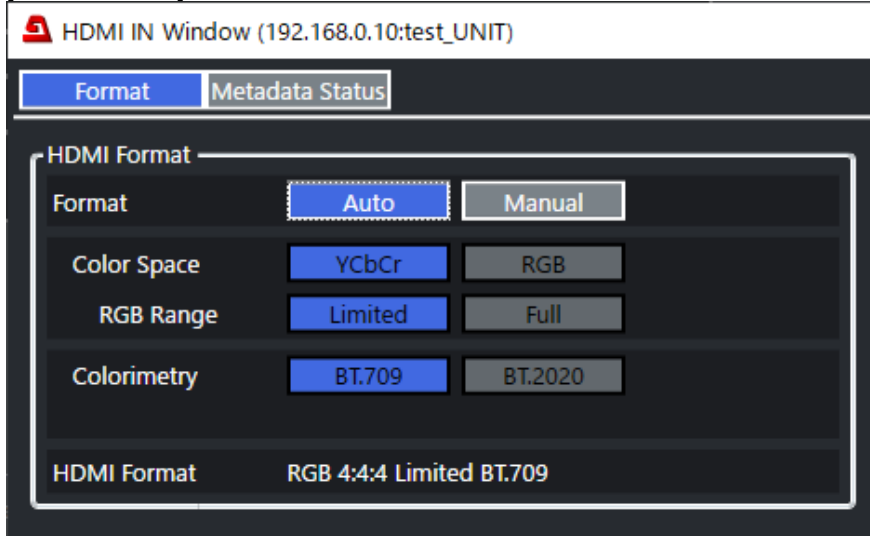 HDMI IN Window (192.168.0.10:test_UNIT)
Format Metadata Status
HDMI Format
Format Auto Manual
Color Space YCbCr RGB
RGB Range Limited Full
Colorimetry BT.709 BT.2020
HDMI Format RGB 4:4:4 Limited BT.709